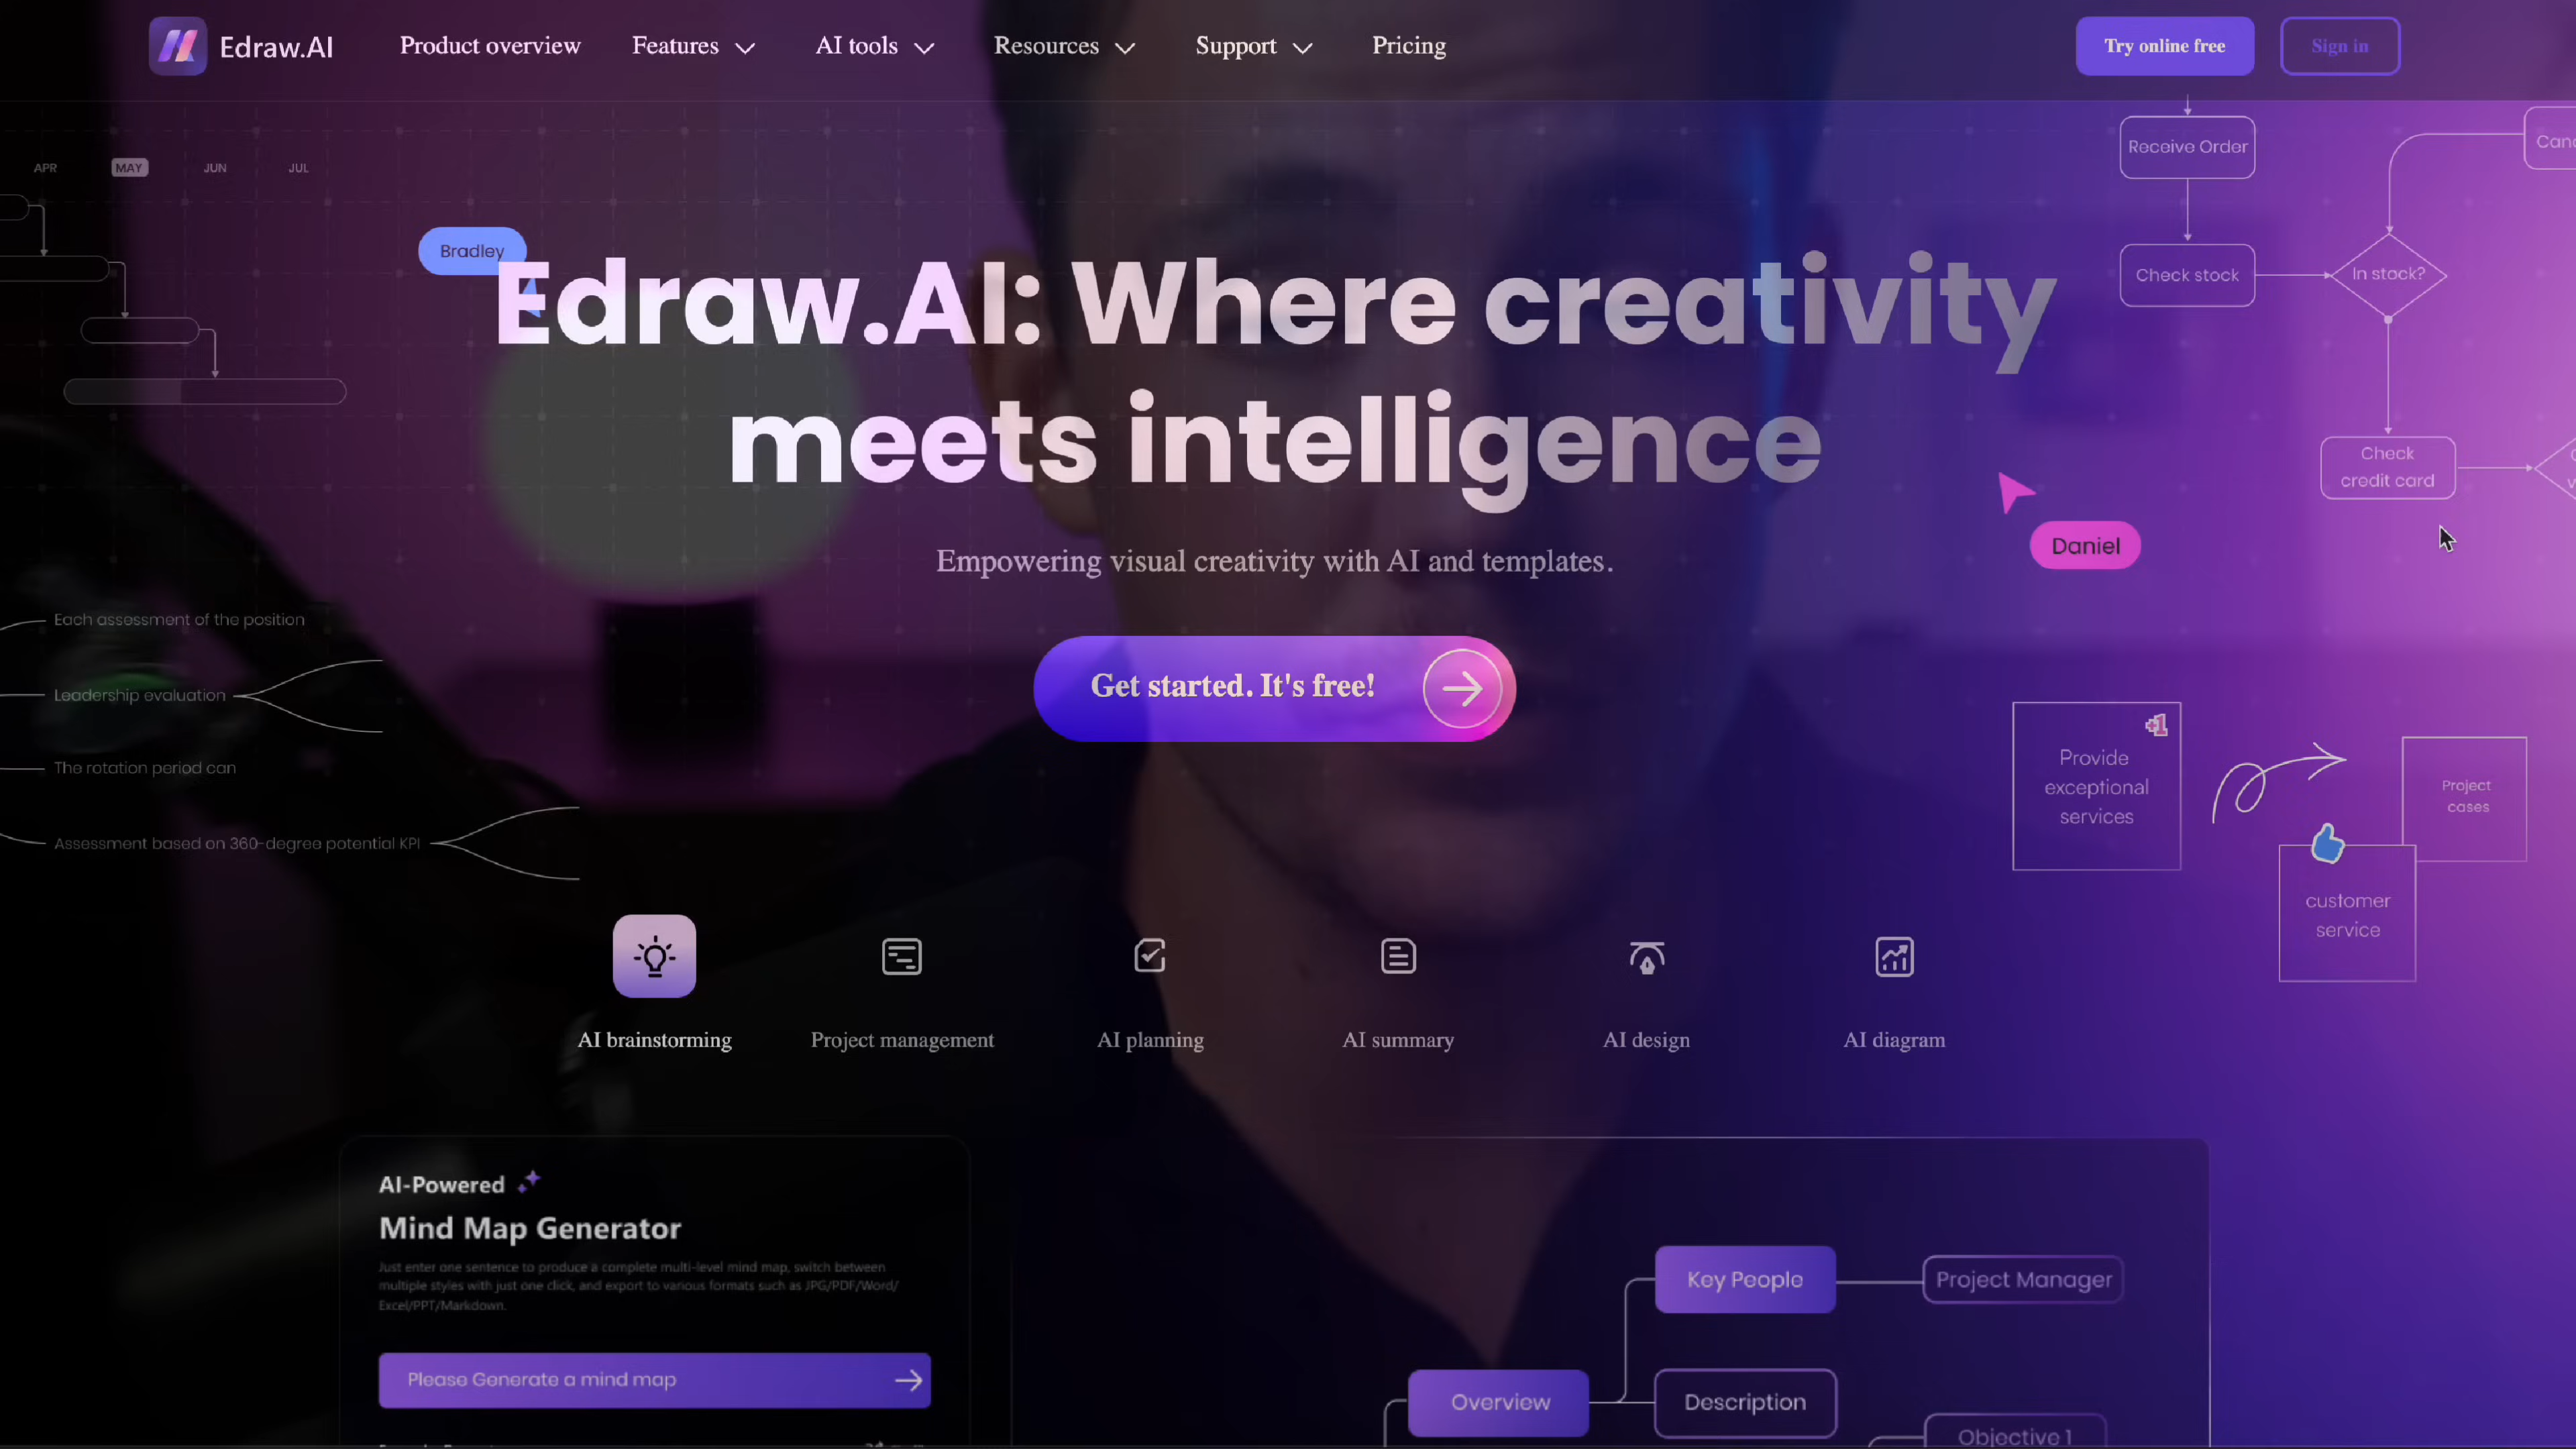 Edraw.AI
Product overview
Features
AI tools
Resources
Support
Pricing
Try online free
Sign in
APR
MAY
JUN
JUL
Receive Order
Check stock
In stock?
Check
credit card
Bradley
Edraw.AI: Where creativity
meets intelligence
Daniel
Empowering visual creativity with AI and templates.
Get started. It's free!
Each assessment of the position
Leadership evaluation
The rotation period can
Assessment based on 360-degree potential KPI
+1
Provide
exceptional
services
Project
cases
customer
service
AI brainstorming
Project management
AI planning
AI summary
AI design
AI diagram
AI-Powered
Mind Map Generator
Just enter one sentence to produce a complete multi-level mind map, switch between
multiple styles with just one click, and export to various formats such as JPG/PDF/Word/
Excel/PPT/Markdown.
Please Generate a mind map
Key People
Project Manager
Overview
Description
Objective 1